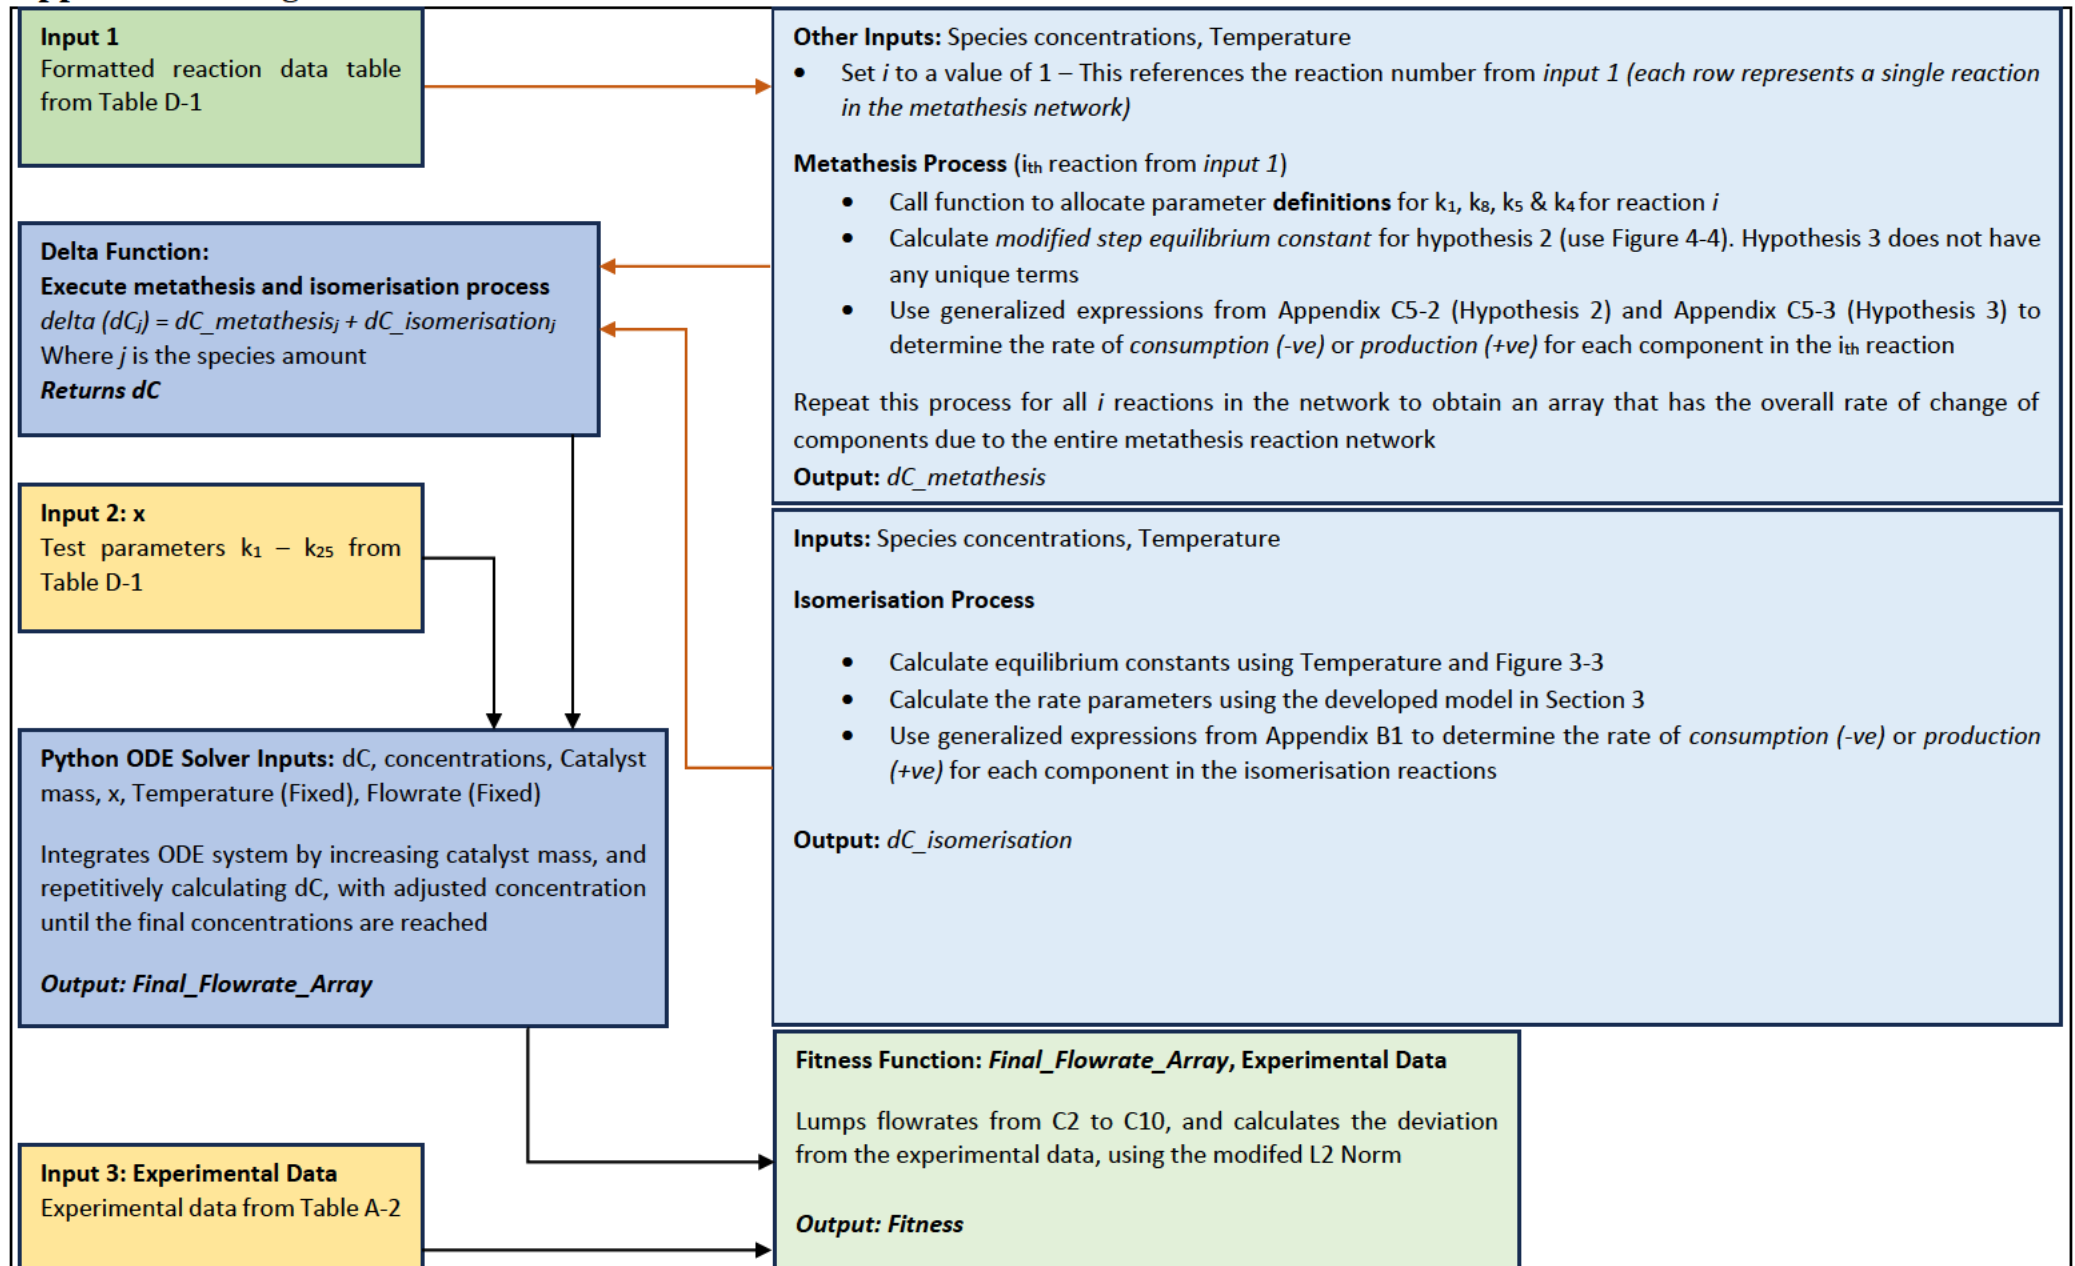 Input 1
Formatted reaction data table
from Table D-1
Other Inputs: Species concentrations, Temperature
• Set i to a value of 1 – This references the reaction number from input 1 (each row represents a single reaction
in the metathesis network)
Metathesis Process (ith reaction from input 1)
• Call function to allocate parameter definitions for k1, k8, k5 & k4 for reaction i
• Calculate modified step equilibrium constant for hypothesis 2 (use Figure 4-4). Hypothesis 3 does not have
any unique terms
• Use generalized expressions from Appendix C5-2 (Hypothesis 2) and Appendix C5-3 (Hypothesis 3) to
determine the rate of consumption (-ve) or production (+ve) for each component in the ith reaction
Repeat this process for all i reactions in the network to obtain an array that has the overall rate of change of
components due to the entire metathesis reaction network
Output: dC_metathesis
Delta Function:
Execute metathesis and isomerisation process
delta (dCj) = dC_metathesisj + dC_isomerisationj
Where j is the species amount
Returns dC
Input 2: x
Test parameters k1 – k25 from
Table D-1
Inputs: Species concentrations, Temperature
Isomerisation Process
• Calculate equilibrium constants using Temperature and Figure 3-3
• Calculate the rate parameters using the developed model in Section 3
• Use generalized expressions from Appendix B1 to determine the rate of consumption (-ve) or production
(+ve) for each component in the isomerisation reactions
Output: dC_isomerisation
Python ODE Solver Inputs: dC, concentrations, Catalyst
mass, x, Temperature (Fixed), Flowrate (Fixed)
Integrates ODE system by increasing catalyst mass, and
repetitively calculating dC, with adjusted concentration
until the final concentrations are reached
Output: Final_Flowrate_Array
Fitness Function: Final_Flowrate_Array, Experimental Data
Lumps flowrates from C2 to C10, and calculates the deviation
from the experimental data, using the modifed L2 Norm
Output: Fitness
Input 3: Experimental Data
Experimental data from Table A-2